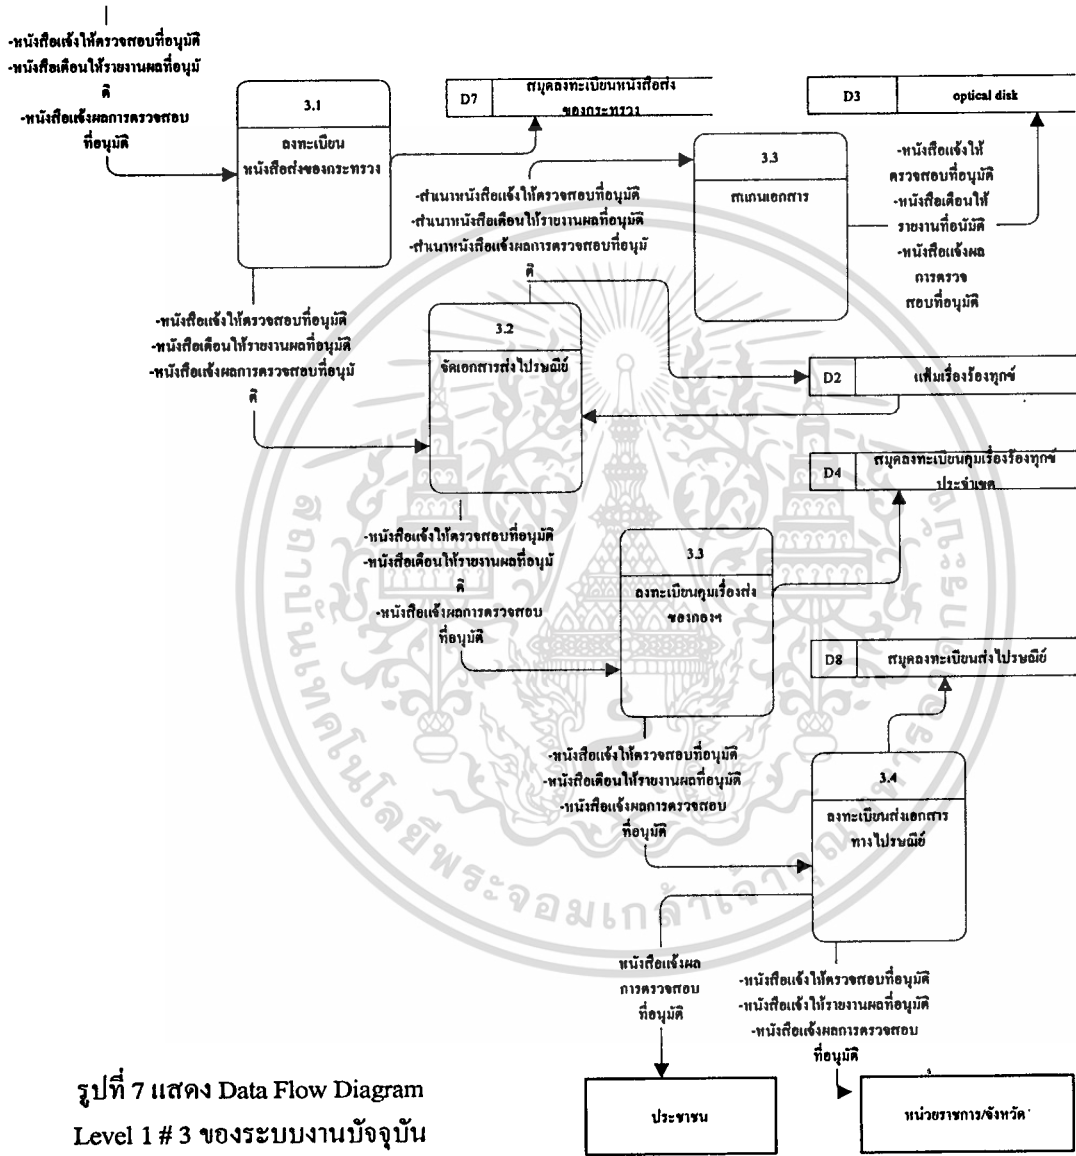 -หนังสือแจ้งให้ตรวจสอบที่อนุมัติ
-หนังสือเตือนให้รายงานผลที่อนุมั
ติ
-หนังสือแจ้งผลการตรวจสอบ
ที่อนุมัติ
3.1
ลงทะเบียน
หนังสือส่งของกระทรวง
D7
สมุดลงทะเบียนหนังสือส่ง
ของกระทรวง
D3
optical disk
3.3
สแกนเอกสาร
-หนังสือแจ้งให้
ตรวจสอบที่อนุมัติ
-หนังสือเตือนให้
รายงานที่อนัมัติ
-หนังสือแจ้งผล
การตรวจ
สอบที่อนุมัติ
-สำเนาหนังสือแจ้งให้ตรวจสอบที่อนุมัติ
-สำเนาหนังสือเตือนให้รายงานผลที่อนุมัติ
-สำเนาหนังสือแจ้งผลการตรวจสอบที่อนุมั
ติ
-หนังสือแจ้งให้ตรวจสอบที่อนุมัติ
-หนังสือเตือนให้รายงานผลที่อนุมัติ
-หนังสือแจ้งผลการตรวจสอบที่อนุมั
ติ
3.2
จัดเอกสารส่งไปรษณีย์
D2
แฟ้มเรื่องร้องทุกข์
D4
สมุดลงทะเบียนคุมเรื่องร้องทุกข์
ประจำเขต
-หนังสือแจ้งให้ตรวจสอบที่อนุมัติ
-หนังสือเตือนให้รายงานผลที่อนุมั
ติ
-หนังสือแจ้งผลการตรวจสอบ
ที่อนุมัติ
3.3
ลงทะเบียนคุมเรื่องส่ง
ของกองฯ
D8
สมุดลงทะเบียนส่งไปรษณีย์
-หนังสือแจ้งให้ตรวจสอบที่อนุมัติ
-หนังสือเตือนให้รายงานผลที่อนุมัติ
-หนังสือแจ้งผลการตรวจสอบ
ที่อนุมัติ
3.4
ลงทะเบียนส่งเอกสาร
ทางไปรษณีย์
หนังสือแจ้งผล
การตรวจสอบ
ที่อนุมัติ
-หนังสือแจ้งให้ตรวจสอบที่อนุมัติ
-หนังสือแจ้งให้รายงานผลที่อนุมัติ
-หนังสือแจ้งผลการตรวจสอบ
ที่อนุมัติ
ประชาชน
หน่วยราชการ/จังหวัด
รูปที่ 7 แสดง Data Flow Diagram
Level 1 # 3 ของระบบงานปัจจุบัน
สถาบันเทคโนโลยีพระจอมเกล้าเจ้าคุณทหารลาดกระบัง